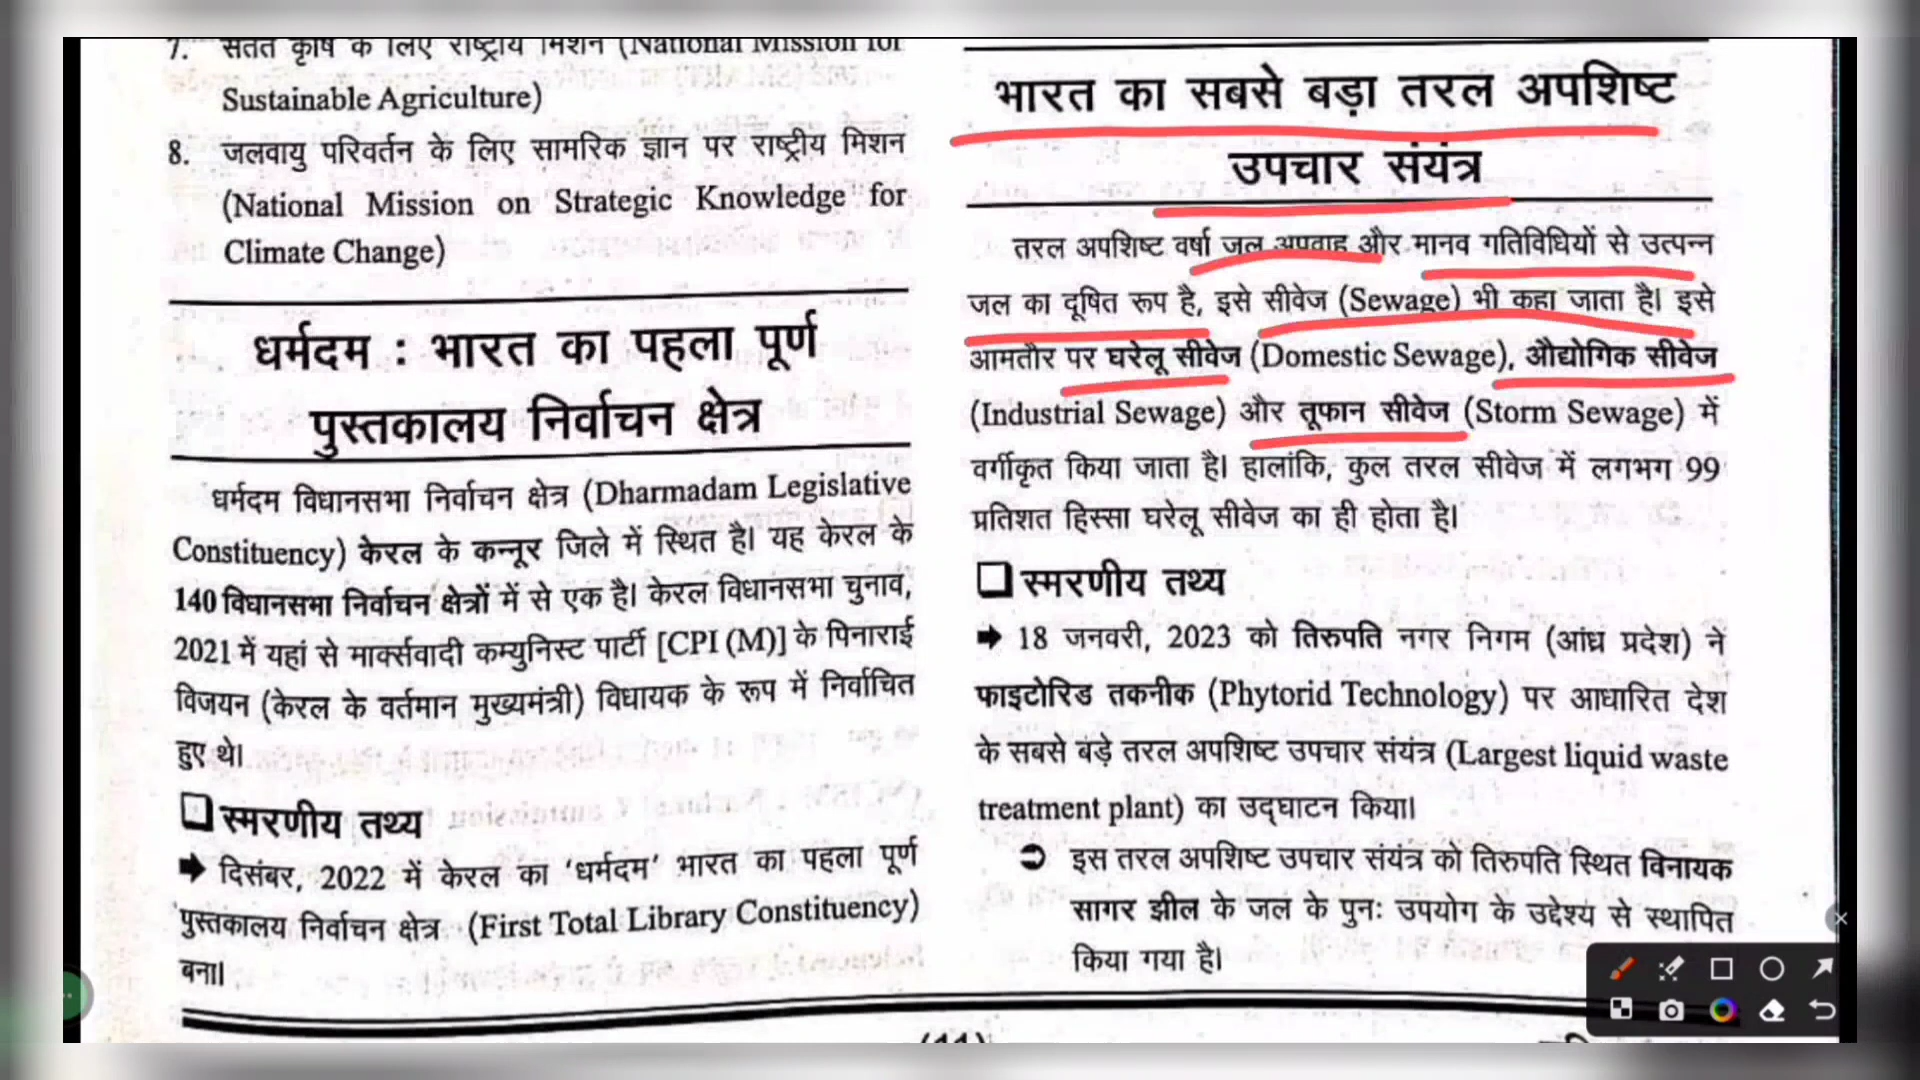 7. सतत कृषि के लिए राष्ट्रीय मिशन (National Mission for
Sustainable Agriculture)
8. जलवायु परिवर्तन के लिए सामरिक ज्ञान पर राष्ट्रीय मिशन
(National Mission on Strategic Knowledge for
Climate Change)
धर्मदम : भारत का पहला पूर्ण
पुस्तकालय निर्वाचन क्षेत्र
धर्मदम विधानसभा निर्वाचन क्षेत्र (Dharmadam Legislative
Constituency) केरल के कन्नूर जिले में स्थित है। यह केरल के
140 विधानसभा निर्वाचन क्षेत्रों में से एक है। केरल विधानसभा चुनाव,
2021 में यहां से मार्क्सवादी कम्युनिस्ट पार्टी [CPI (M)] के पिनाराई
विजयन (केरल के वर्तमान मुख्यमंत्री) विधायक के रूप में निर्वाचित
हुए थे।
स्मरणीय तथ्य
➡ दिसंबर, 2022 में केरल का ‘धर्मदम’ भारत का पहला पूर्ण
पुस्तकालय निर्वाचन क्षेत्र (First Total Library Constituency)
बना।
भारत का सबसे बड़ा तरल अपशिष्ट
उपचार संयंत्र
तरल अपशिष्ट वर्षा जल अपवाह और मानव गतिविधियों से उत्पन्न
जल का दूषित रूप है, इसे सीवेज (Sewage) भी कहा जाता है। इसे
आमतौर पर घरेलू सीवेज (Domestic Sewage), औद्योगिक सीवेज
(Industrial Sewage) और तूफान सीवेज (Storm Sewage) में
वर्गीकृत किया जाता है। हालांकि, कुल तरल सीवेज में लगभग 99
प्रतिशत हिस्सा घरेलू सीवेज का ही होता है।
स्मरणीय तथ्य
➡ 18 जनवरी, 2023 को तिरुपति नगर निगम (आंध्र प्रदेश) ने
फाइटोरिड तकनीक (Phytorid Technology) पर आधारित देश
के सबसे बड़े तरल अपशिष्ट उपचार संयंत्र (Largest liquid waste
treatment plant) का उद्घाटन किया।
➲ इस तरल अपशिष्ट उपचार संयंत्र को तिरुपति स्थित विनायक
सागर झील के जल के पुनः उपयोग के उद्देश्य से स्थापित
किया गया है।
(11)